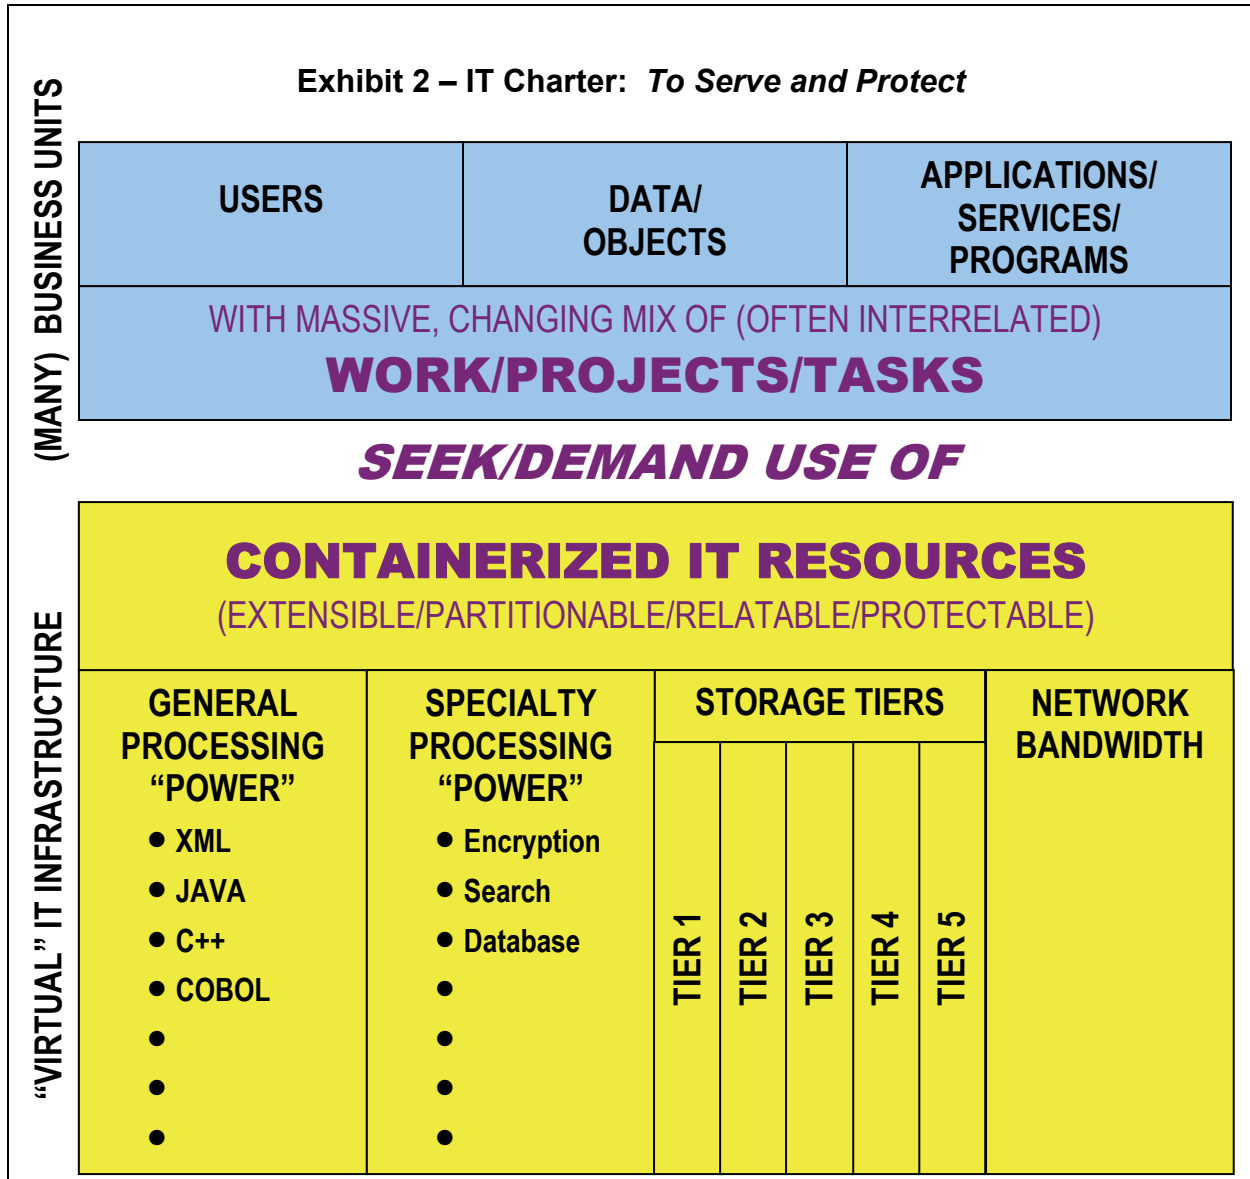 Exhibit 2 – IT Charter: To Serve and Protect
(MANY) BUSINESS UNITS
USERS
DATA/
OBJECTS
APPLICATIONS/
SERVICES/
PROGRAMS
WITH MASSIVE, CHANGING MIX OF (OFTEN INTERRELATED)
WORK/PROJECTS/TASKS
SEEK/DEMAND USE OF
“VIRTUAL” IT INFRASTRUCTURE
CONTAINERIZED IT RESOURCES
(EXTENSIBLE/PARTITIONABLE/RELATABLE/PROTECTABLE)
GENERAL
PROCESSING
“POWER”
● XML
● JAVA
● C++
● COBOL
●
●
●
SPECIALTY
PROCESSING
“POWER”
● Encryption
● Search
● Database
●
●
●
●
STORAGE TIERS
TIER 1
TIER 2
TIER 3
TIER 4
TIER 5
NETWORK
BANDWIDTH